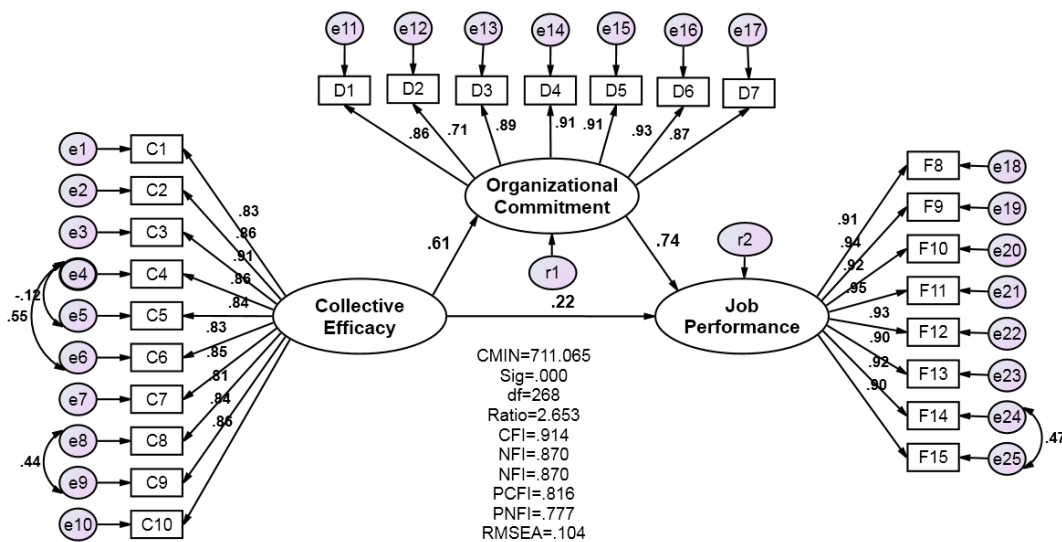 e11 e12 e13 e14 e15 e16 e17
D1 D2 D3 D4 D5 D6 D7
.86 .71 .89 .91 .91 .93 .87
Organizational
Commitment
e1 C1
e2 C2
e3 C3
e4 C4
e5 C5
e6 C6
e7 C7
e8 C8
e9 C9
e10 C10
-.12
.55
.44
.83
.86
.91
.86
.84
.83
.85
.81
.84
.86
Collective
Efficacy
.61
r1
.74
r2
.22
Job
Performance
.91
.94
.92
.95
.93
.90
.92
.90
F8 e18
F9 e19
F10 e20
F11 e21
F12 e22
F13 e23
F14 e24
F15 e25
.47
CMIN=711.065
Sig=.000
df=268
Ratio=2.653
CFI=.914
NFI=.870
NFI=.870
PCFI=.816
PNFI=.777
RMSEA=.104